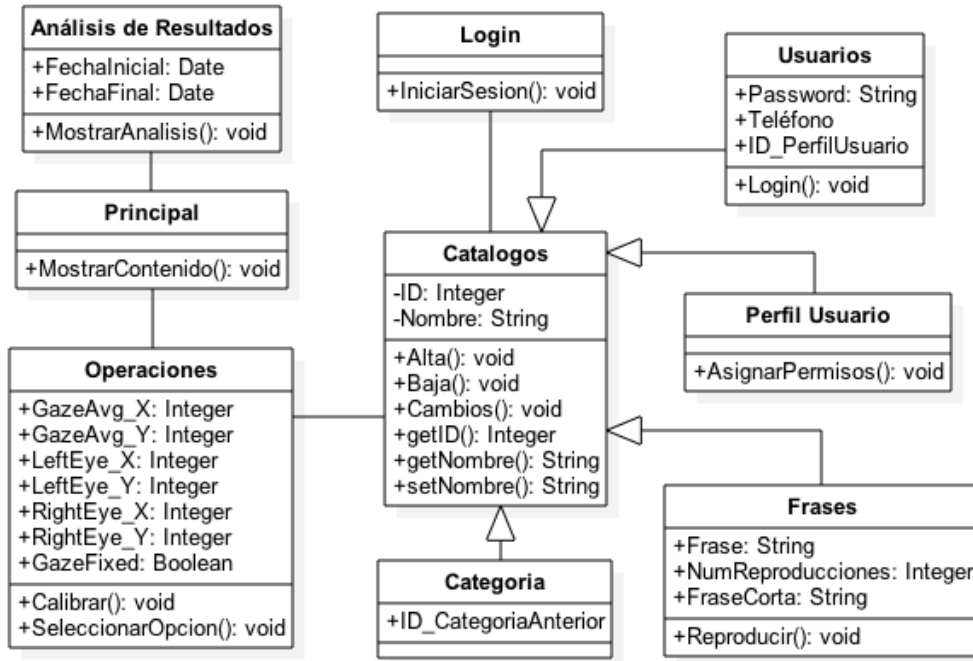 Análisis de Resultados
+FechaInicial: Date
+FechaFinal: Date
+MostrarAnalisis(): void
Login
+IniciarSesion(): void
Usuarios
+Password: String
+Teléfono
+ID_PerfilUsuario
+Login(): void
Principal
+MostrarContenido(): void
Catalogos
-ID: Integer
-Nombre: String
+Alta(): void
+Baja(): void
+Cambios(): void
+getID(): Integer
+getNombre(): String
+setNombre(): String
Perfil Usuario
+AsignarPermisos(): void
Operaciones
+GazeAvg_X: Integer
+GazeAvg_Y: Integer
+LeftEye_X: Integer
+LeftEye_Y: Integer
+RightEye_X: Integer
+RightEye_Y: Integer
+GazeFixed: Boolean
+Calibrar(): void
+SeleccionarOpcion(): void
Categoria
+ID_CategoriaAnterior
Frases
+Frase: String
+NumReproducciones: Integer
+FraseCorta: String
+Reproducir(): void